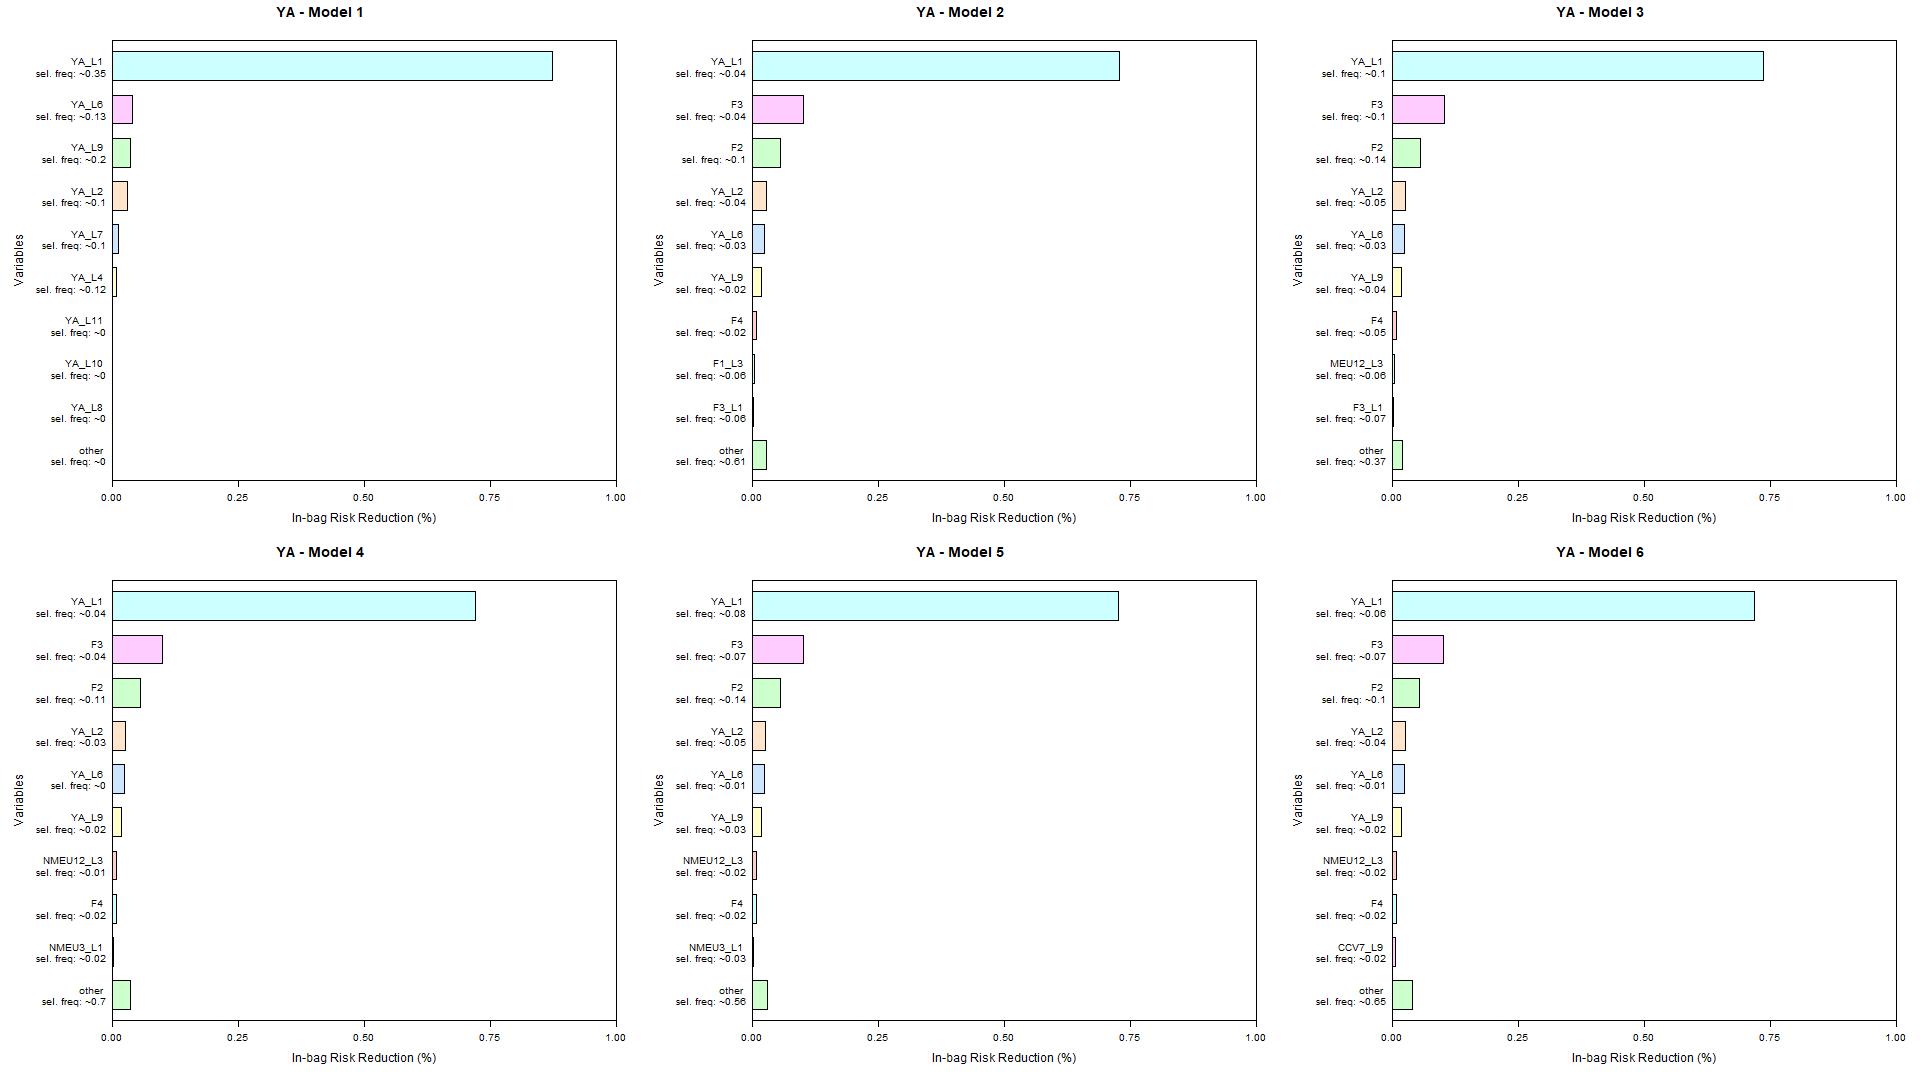 YA - Model 1
YA_L1
sel. freq: ~0.35
YA_L6
sel. freq: ~0.13
YA_L9
sel. freq: ~0.2
YA_L2
sel. freq: ~0.1
YA_L7
sel. freq: ~0.1
YA_L4
sel. freq: ~0.12
YA_L11
sel. freq: ~0
YA_L10
sel. freq: ~0
YA_L8
sel. freq: ~0
other
sel. freq: ~0
Variables
0.00 0.25 0.50 0.75 1.00
In-bag Risk Reduction (%)
YA - Model 2
YA_L1
sel. freq: ~0.04
F3
sel. freq: ~0.04
F2
sel. freq: ~0.1
YA_L2
sel. freq: ~0.04
YA_L6
sel. freq: ~0.03
YA_L9
sel. freq: ~0.02
F4
sel. freq: ~0.02
F1_L3
sel. freq: ~0.06
F3_L1
sel. freq: ~0.06
other
sel. freq: ~0.61
Variables
0.00 0.25 0.50 0.75 1.00
In-bag Risk Reduction (%)
YA - Model 3
YA_L1
sel. freq: ~0.1
F3
sel. freq: ~0.1
F2
sel. freq: ~0.14
YA_L2
sel. freq: ~0.05
YA_L6
sel. freq: ~0.03
YA_L9
sel. freq: ~0.04
F4
sel. freq: ~0.05
MEU12_L3
sel. freq: ~0.06
F3_L1
sel. freq: ~0.07
other
sel. freq: ~0.37
Variables
0.00 0.25 0.50 0.75 1.00
In-bag Risk Reduction (%)
YA - Model 4
YA_L1
sel. freq: ~0.04
F3
sel. freq: ~0.04
F2
sel. freq: ~0.11
YA_L2
sel. freq: ~0.03
YA_L6
sel. freq: ~0
YA_L9
sel. freq: ~0.02
NMEU12_L3
sel. freq: ~0.01
F4
sel. freq: ~0.02
NMEU3_L1
sel. freq: ~0.02
other
sel. freq: ~0.7
Variables
0.00 0.25 0.50 0.75 1.00
In-bag Risk Reduction (%)
YA - Model 5
YA_L1
sel. freq: ~0.08
F3
sel. freq: ~0.07
F2
sel. freq: ~0.14
YA_L2
sel. freq: ~0.05
YA_L6
sel. freq: ~0.01
YA_L9
sel. freq: ~0.03
NMEU12_L3
sel. freq: ~0.02
F4
sel. freq: ~0.02
NMEU3_L1
sel. freq: ~0.03
other
sel. freq: ~0.56
Variables
0.00 0.25 0.50 0.75 1.00
In-bag Risk Reduction (%)
YA - Model 6
YA_L1
sel. freq: ~0.06
F3
sel. freq: ~0.07
F2
sel. freq: ~0.1
YA_L2
sel. freq: ~0.04
YA_L6
sel. freq: ~0.01
YA_L9
sel. freq: ~0.02
NMEU12_L3
sel. freq: ~0.02
F4
sel. freq: ~0.02
CCV7_L9
sel. freq: ~0.02
other
sel. freq: ~0.65
Variables
0.00 0.25 0.50 0.75 1.00
In-bag Risk Reduction (%)